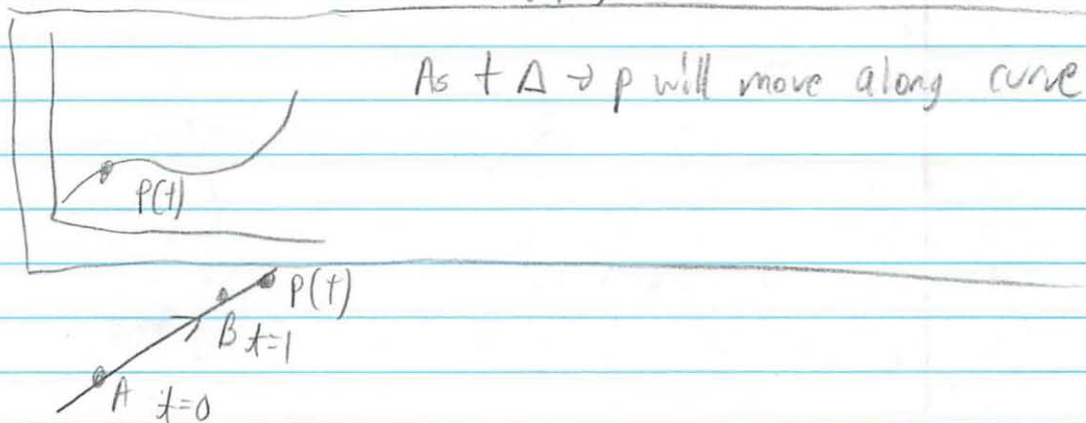 As t Δ → p will move along curve
P(t)
P(t)
B t=1
A t=0